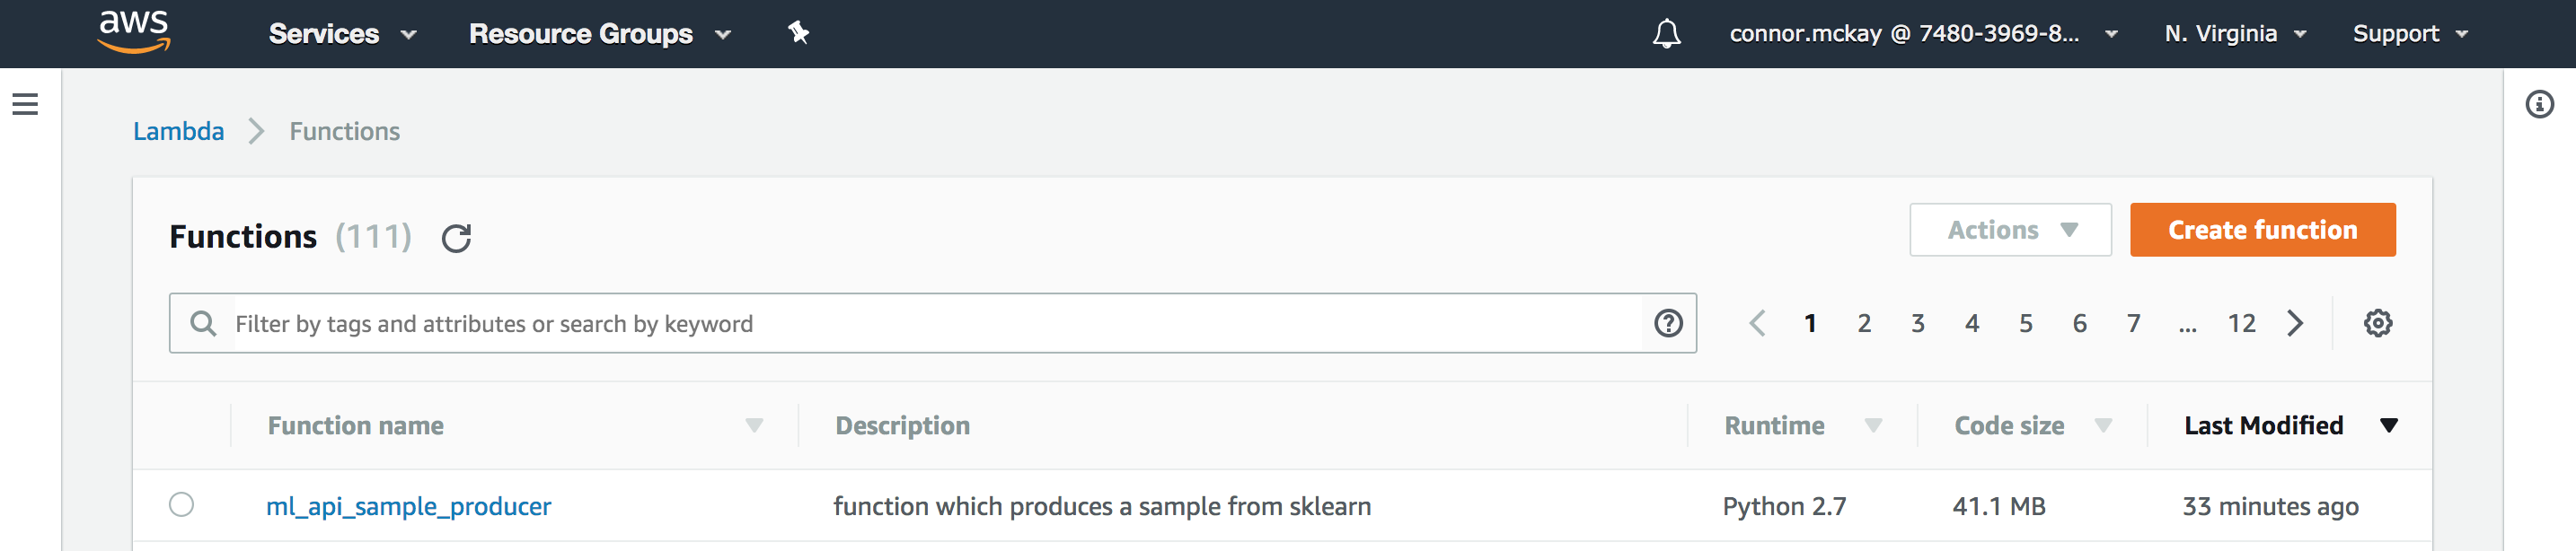 aws Services Resource Groups connor.mckay @ 7480-3969-8... N. Virginia Support
Lambda Functions
Functions (111) Actions Create function
Filter by tags and attributes or search by keyword 1 2 3 4 5 6 7 ... 12
Function name Description Runtime Code size Last Modified
ml_api_sample_producer function which produces a sample from sklearn Python 2.7 41.1 MB 33 minutes ago